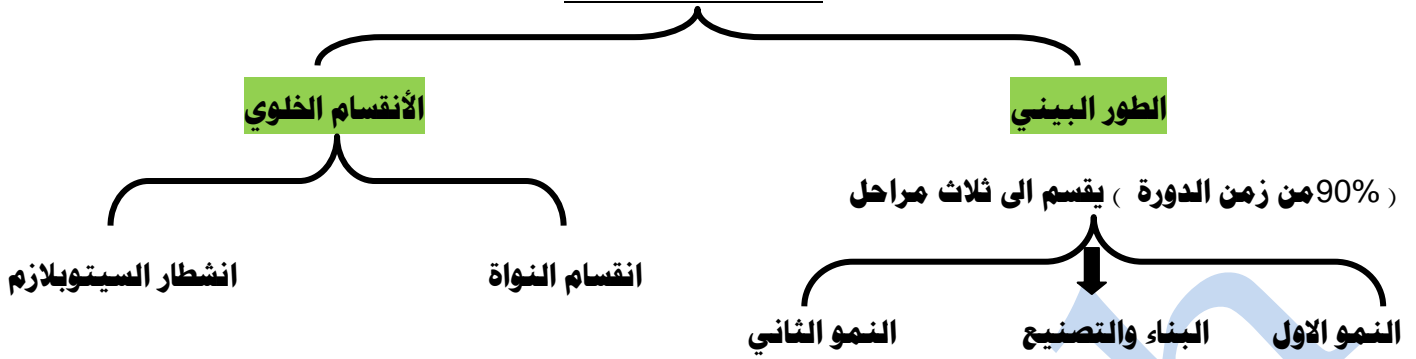 الطور البيني
الأنقسام الخلوي
( 90% من زمن الدورة ) يقسم الى ثلاث مراحل
انقسام النواة
انشطار السيتوبلازم
النمو الاول
البناء والتصنيع
النمو الثاني